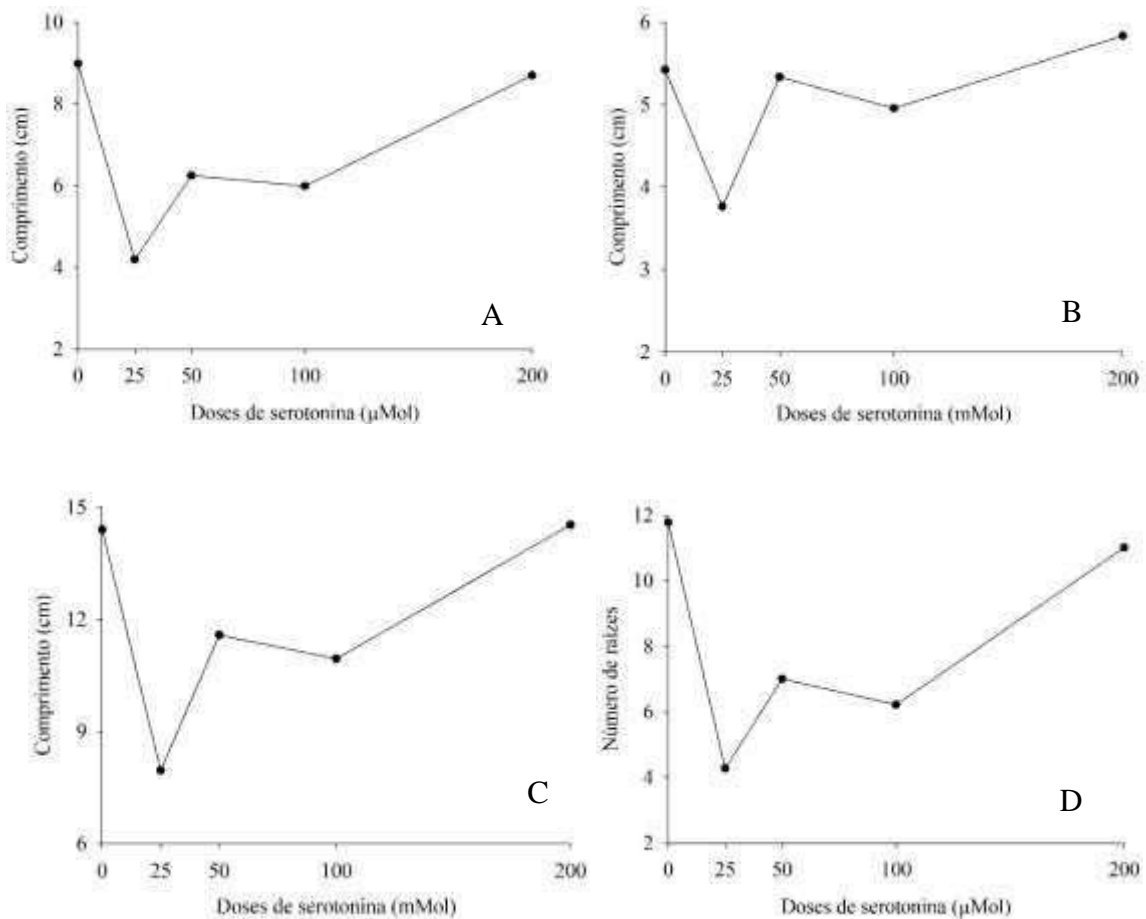 10
8
6
4
2
Comprimento (cm)
A
0 25 50 100 200
Doses de serotonina (µMol)
6
5
4
3
2
Comprimento (cm)
B
0 25 50 100 200
Doses de serotonina (mMol)
15
12
9
6
Comprimento (cm)
C
0 25 50 100 200
Doses de serotonina (mMol)
12
10
8
6
4
2
Número de raízes
D
0 25 50 100 200
Doses de serotonina (µMol)